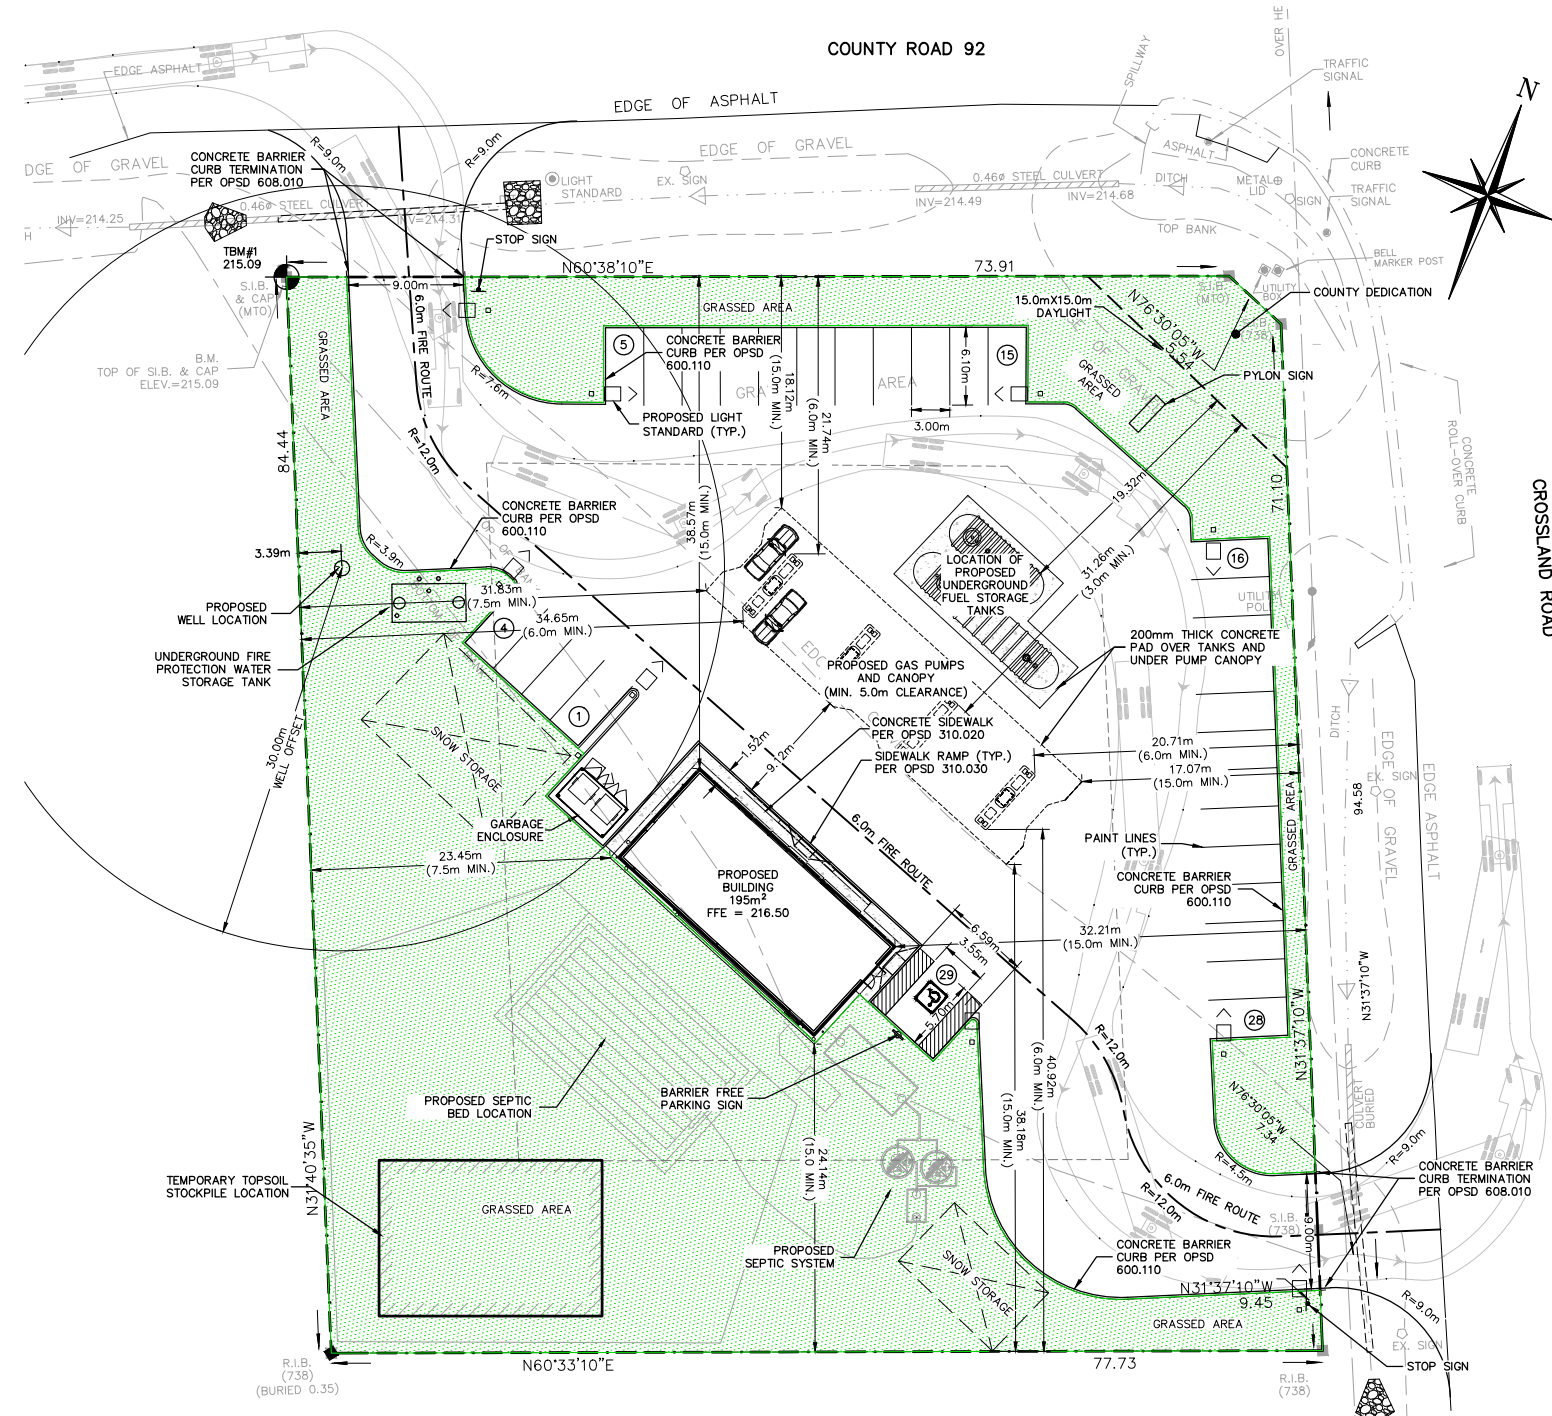 COUNTY ROAD 92
OVER HE
SPILLWAY
TRAFFIC
SIGNAL
N
EDGE ASPHALT
EDGE OF ASPHALT
R=9.0m
R=9.0m
EDGE OF GRAVEL
EDGE OF GRAVEL
ASPHALT
CONCRETE
CURB
CONCRETE BARRIER
CURB TERMINATION
PER OPSD 608.010
LIGHT
STANDARD
EX. SIGN
0.46ø STEEL CULVERT
DITCH
METAL
LID
TRAFFIC
SIGNAL
INV=214.25
0.46ø STEEL CULVERT
INV=214.31
INV=214.49
INV=214.68
SIGN
TOP BANK
H
TBM#1
215.09
STOP SIGN
BELL
MARKER POST
S.I.B.
& CAP
(MTO)
9.00m
N60°38'10"E
73.91
S.I.B.
(MTO)
UTILITY
BOX
COUNTY DEDICATION
GRASSED AREA
15.0mX15.0m
DAYLIGHT
N76°30'05"W
5.54
S.I.B.
(738)
6.0m FIRE ROUTE
GRASSED AREA
5
CONCRETE BARRIER
CURB PER OPSD
600.110
15
6.10m
18.12m
(15.0m MIN.)
AREA
GRASSED
AREA
PYLON SIGN
B.M.
TOP OF SI.B. & CAP
ELEV.=215.09
R=7.6m
21.74m
(6.0m MIN.)
3.00m
PROPOSED LIGHT
STANDARD (TYP.)
84.44
R=12.0m
CONCRETE
ROLL-OVER CURB
CROSSLAND ROAD
71.10
19.32m
CONCRETE BARRIER
CURB PER OPSD
600.110
38.57m
(15.0m MIN.)
R=3.9m
3.39m
31.26m
(3.0m MIN.)
LOCATION OF
PROPOSED
UNDERGROUND
FUEL STORAGE
TANKS
16
31.83m
(7.5m MIN.)
PROPOSED
WELL LOCATION
34.65m
(6.0m MIN.)
4
200mm THICK CONCRETE
PAD OVER TANKS AND
UNDER PUMP CANOPY
UNDERGROUND FIRE
PROTECTION WATER
STORAGE TANK
PROPOSED GAS PUMPS
AND CANOPY
(MIN. 5.0m CLEARANCE)
1
CONCRETE SIDEWALK
PER OPSD 310.020
DITCH
SNOW STORAGE
30.00m
WELL OFFSET
1.52m
9.2m
SIDEWALK RAMP (TYP.)
PER OPSD 310.030
20.71m
(6.0m MIN.)
17.07m
(15.0m MIN.)
EDGE OF GRAVEL
EX. SIGN
EDGE ASPHALT
94.58
GARBAGE
ENCLOSURE
6.0m FIRE ROUTE
GRASSED AREA
PAINT LINES
(TYP.)
23.45m
(7.5m MIN.)
PROPOSED
BUILDING
195m²
FFE = 216.50
CONCRETE BARRIER
CURB PER OPSD
600.110
6.59m
3.55m
32.21m
(15.0m MIN.)
29
5.70m
N31°37'10"W
N31°37'10"W
28
R=12.0m
40.92m
(6.0m MIN.)
38.18m
(15.0m MIN.)
BARRIER FREE
PARKING SIGN
PROPOSED SEPTIC
BED LOCATION
N76°30'05"W
7.34
CULVERT
BURIED
R=9.0m
N31°40'35"W
24.14m
(15.0 MIN.)
R=4.5m
TEMPORARY TOPSOIL
STOCKPILE LOCATION
GRASSED AREA
R=12.0m
6.0m FIRE ROUTE
CONCRETE BARRIER
CURB TERMINATION
PER OPSD 608.010
S.I.B.
(738)
9.00m
PROPOSED
SEPTIC SYSTEM
SNOW STORAGE
CONCRETE BARRIER
CURB PER OPSD
600.110
N31°37'10"W
9.45
R=9.0m
GRASSED AREA
EX. SIGN
STOP SIGN
R.I.B.
(738)
(BURIED 0.35)
N60°33'10"E
77.73
R.I.B.
(738)